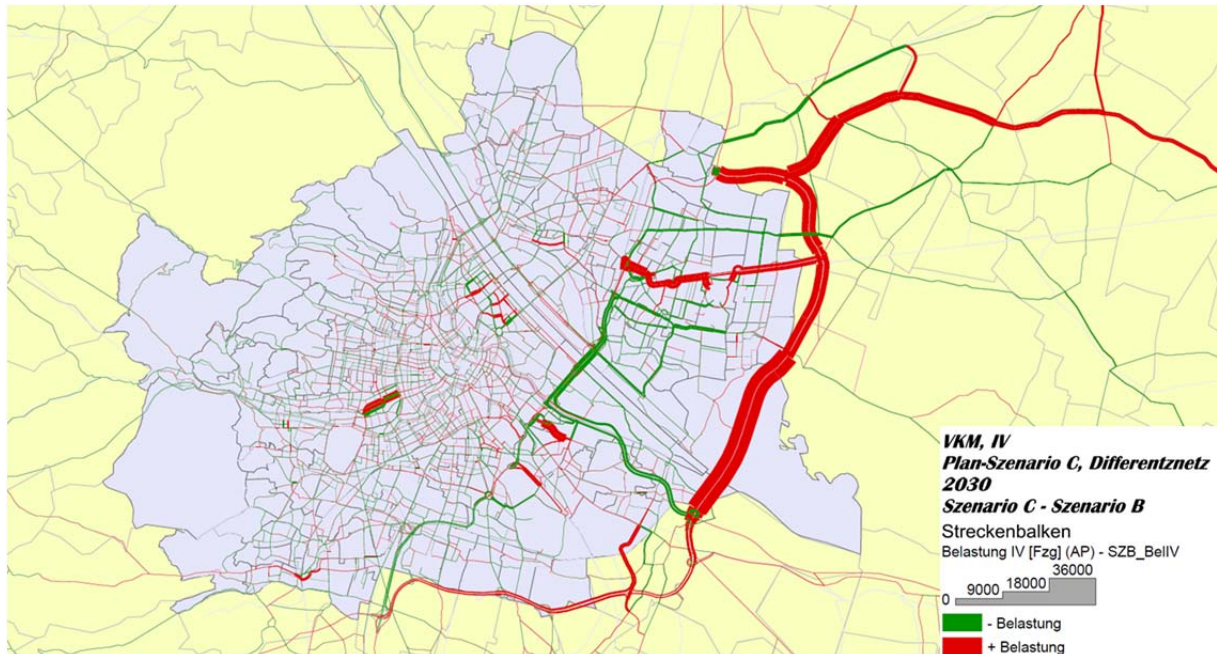 VKM, IV
Plan-Szenario C, Differentznetz
2030
Szenario C - Szenario B
Streckenbalken
Belastung IV [Fzg] (AP) - SZB_BelIV
0 9000 18000 36000
- Belastung
+ Belastung